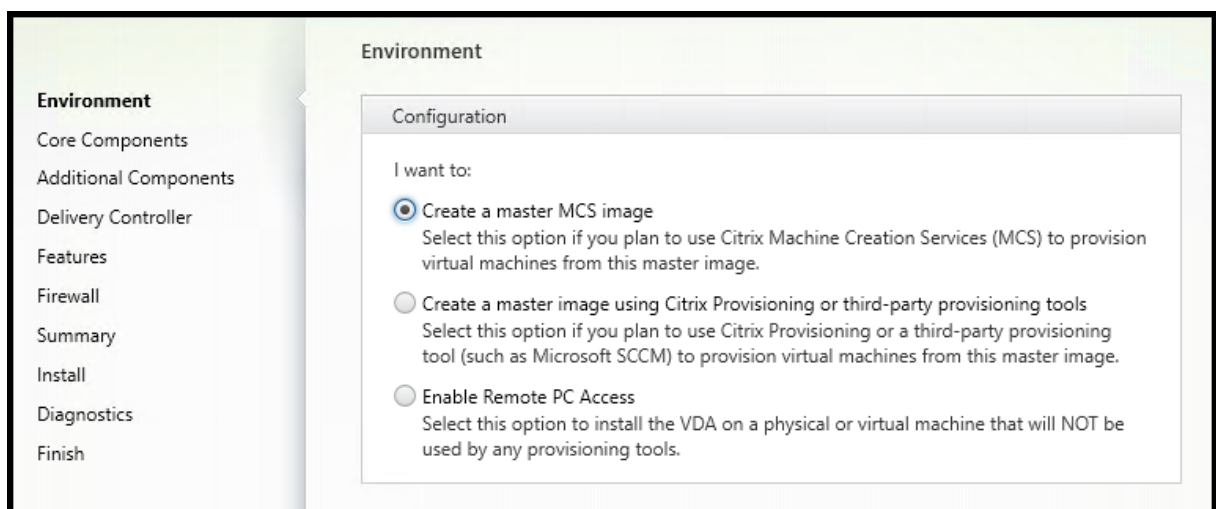 Environment
Core Components
Additional Components
Delivery Controller
Features
Firewall
Summary
Install
Diagnostics
Finish
Environment
Configuration
I want to:
Create a master MCS image
Select this option if you plan to use Citrix Machine Creation Services (MCS) to provision
virtual machines from this master image.
Create a master image using Citrix Provisioning or third-party provisioning tools
Select this option if you plan to use Citrix Provisioning or a third-party provisioning
tool (such as Microsoft SCCM) to provision virtual machines from this master image.
Enable Remote PC Access
Select this option to install the VDA on a physical or virtual machine that will NOT be
used by any provisioning tools.